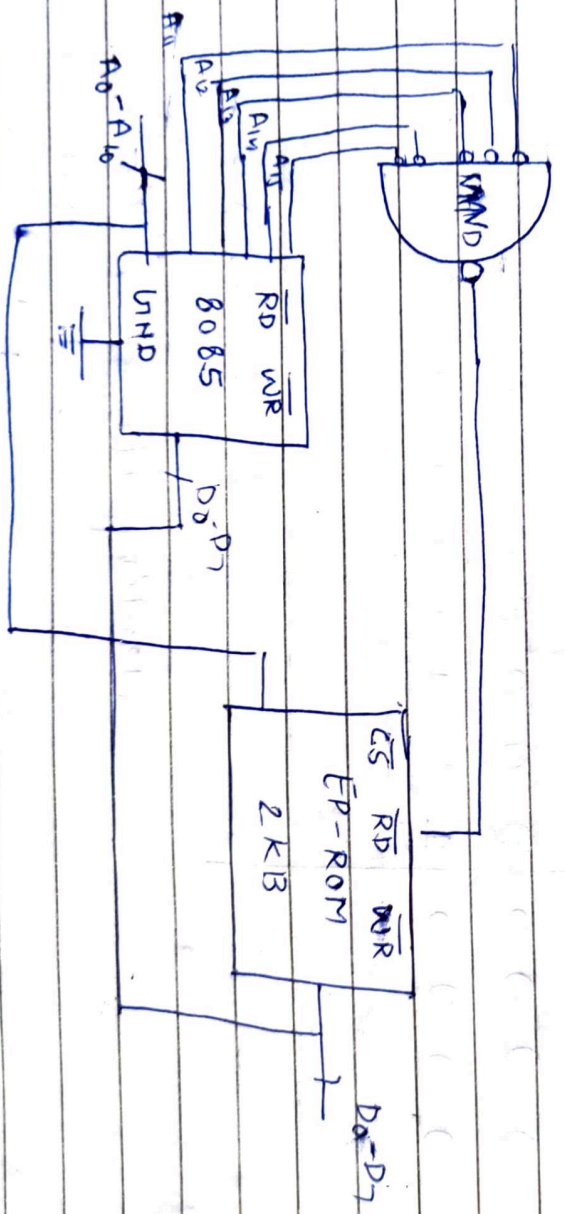 A11
A12
A13
A14
A15
A0-A10
NAND
RD WR
8085
GND
D0-D7
CS RD WR
EP-ROM
2KB
D0-D7